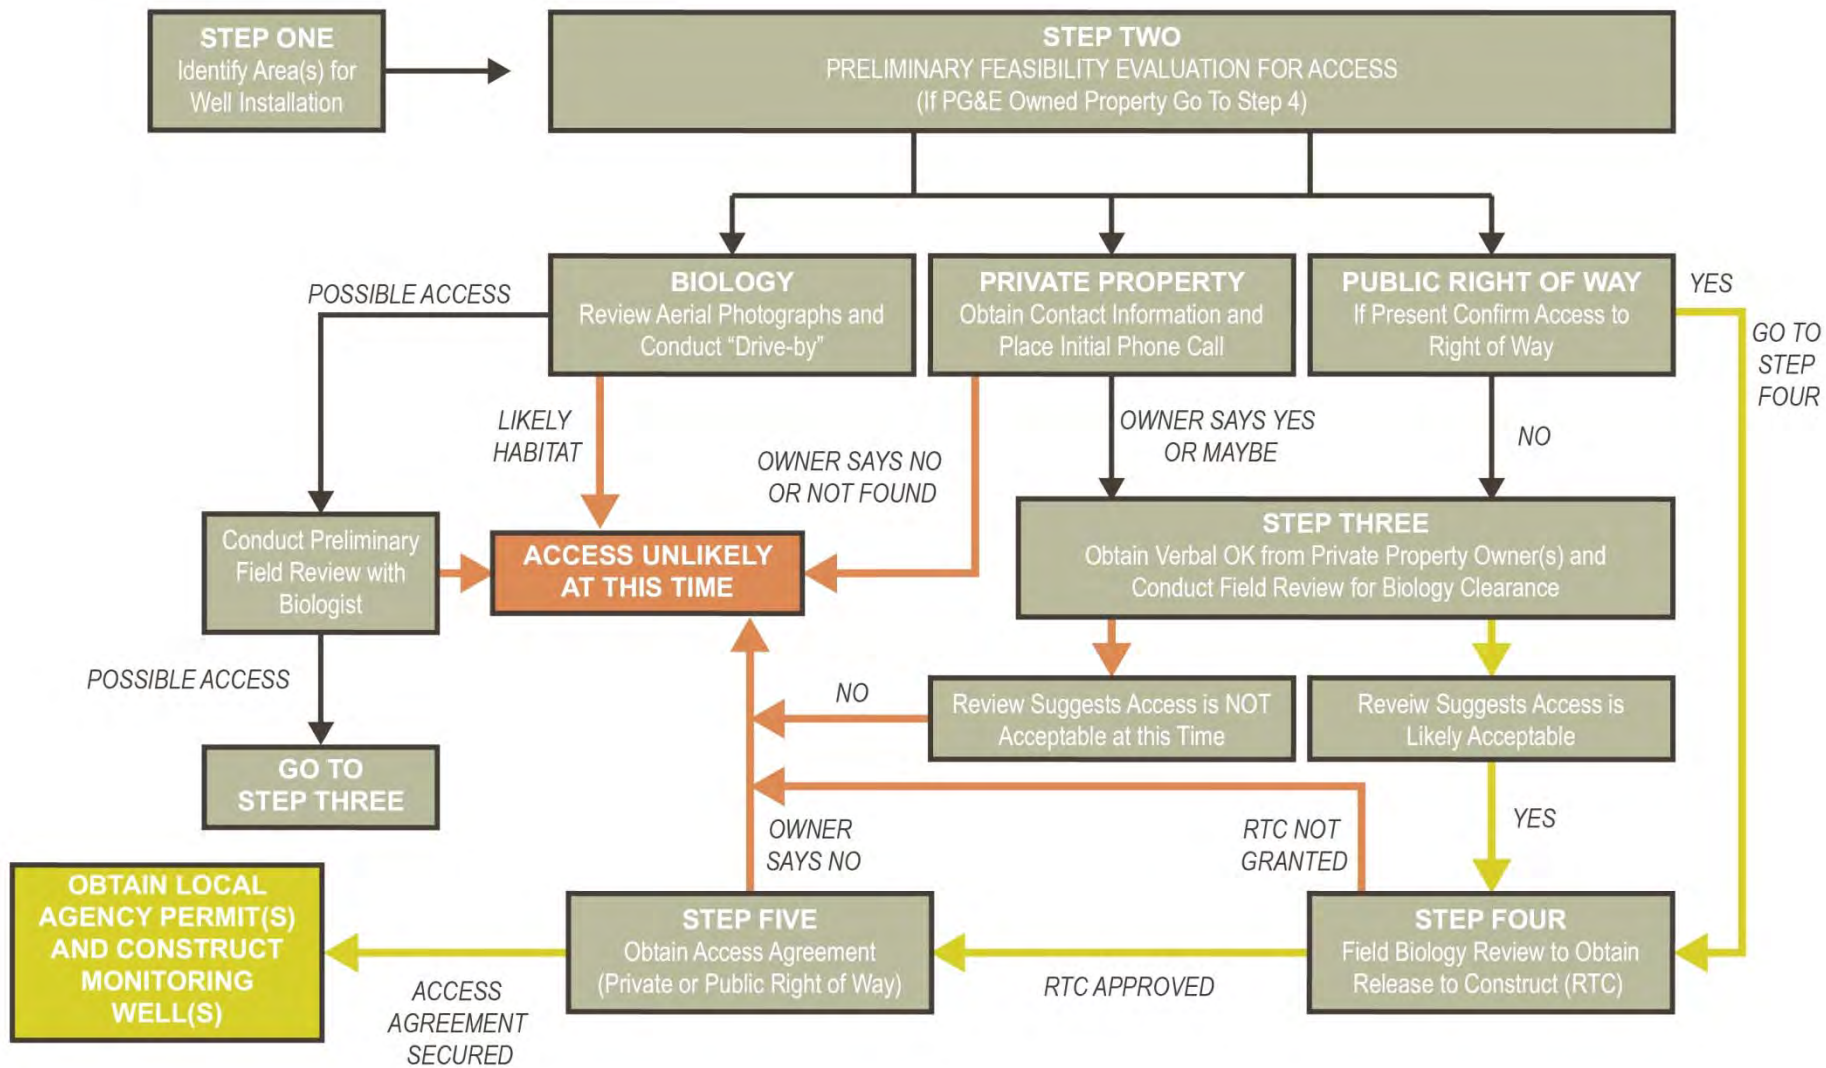 STEP ONE
Identify Area(s) for
Well Installation
STEP TWO
PRELIMINARY FEASIBILITY EVALUATION FOR ACCESS
(If PG&E Owned Property Go To Step 4)
POSSIBLE ACCESS
BIOLOGY
Review Aerial Photographs and
Conduct “Drive-by”
PRIVATE PROPERTY
Obtain Contact Information and
Place Initial Phone Call
PUBLIC RIGHT OF WAY
If Present Confirm Access to
Right of Way
YES
GO TO
STEP
FOUR
LIKELY
HABITAT
OWNER SAYS NO
OR NOT FOUND
OWNER SAYS YES
OR MAYBE
NO
Conduct Preliminary
Field Review with
Biologist
ACCESS UNLIKELY
AT THIS TIME
STEP THREE
Obtain Verbal OK from Private Property Owner(s) and
Conduct Field Review for Biology Clearance
POSSIBLE ACCESS
NO
Review Suggests Access is NOT
Acceptable at this Time
Reveiw Suggests Access is
Likely Acceptable
GO TO
STEP THREE
OWNER
SAYS NO
RTC NOT
GRANTED
YES
OBTAIN LOCAL
AGENCY PERMIT(S)
AND CONSTRUCT
MONITORING
WELL(S)
ACCESS
AGREEMENT
SECURED
STEP FIVE
Obtain Access Agreement
(Private or Public Right of Way)
RTC APPROVED
STEP FOUR
Field Biology Review to Obtain
Release to Construct (RTC)